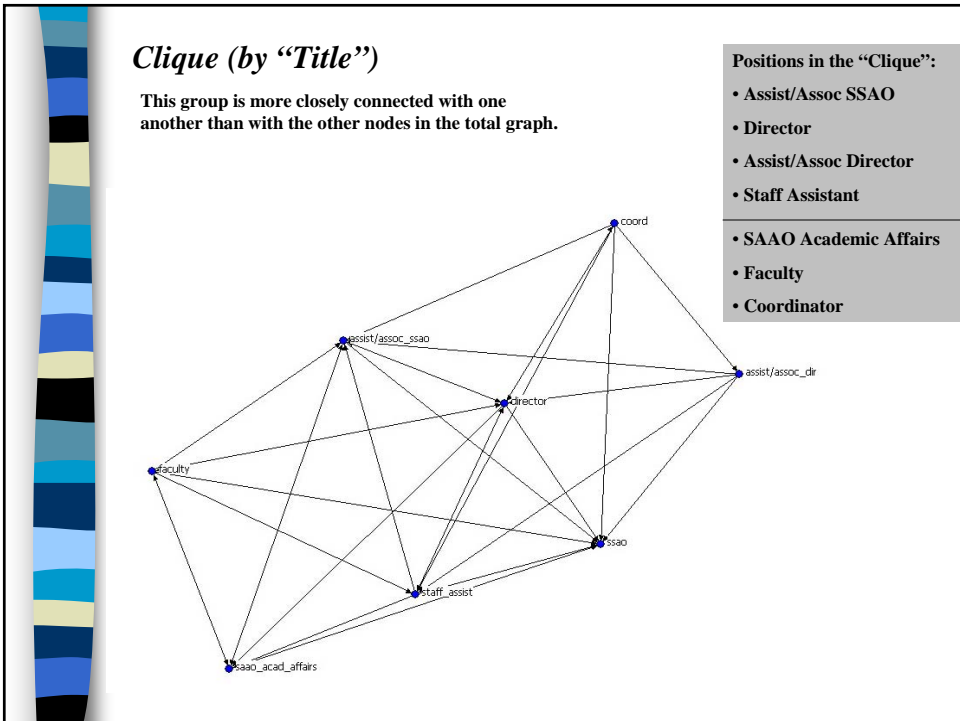 Clique (by “Title”)
This group is more closely connected with one
another than with the other nodes in the total graph.
Positions in the “Clique”:
• Assist/Assoc SSAO
• Director
• Assist/Assoc Director
• Staff Assistant
• SAAO Academic Affairs
• Faculty
• Coordinator
coord
assist/assoc_ssao
assist/assoc_dir
director
faculty
ssao
staff_assist
saao_acad_affairs